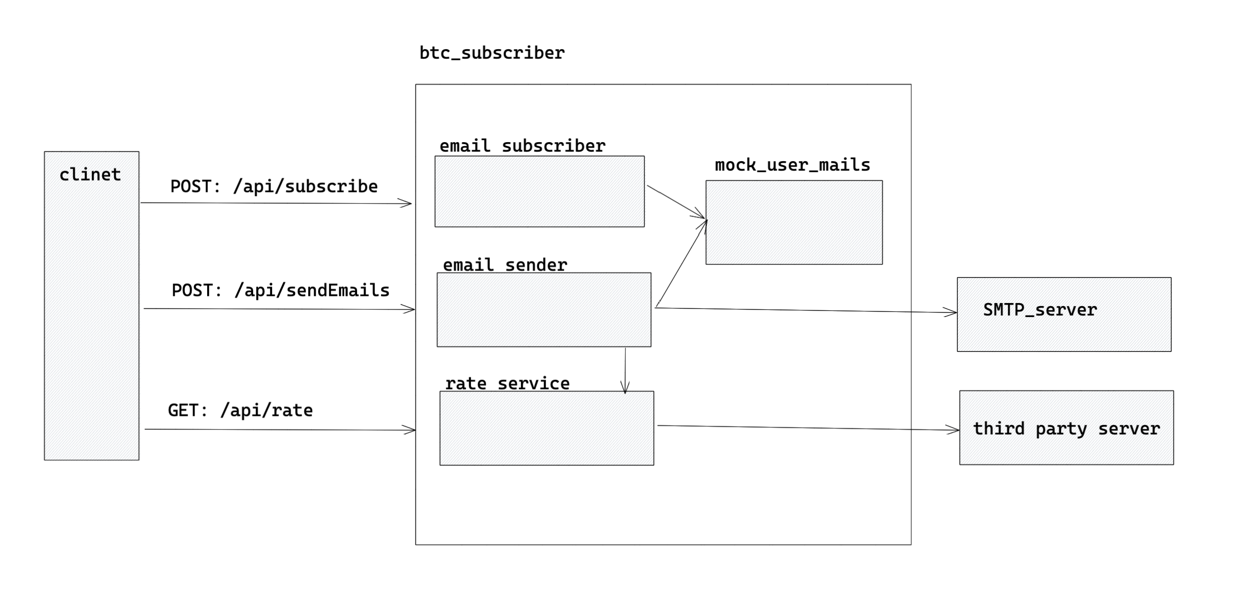 btc_subscriber
clinet
POST: /api/subscribe
email subscriber
mock_user_mails
POST: /api/sendEmails
email sender
SMTP_server
GET: /api/rate
rate service
third party server